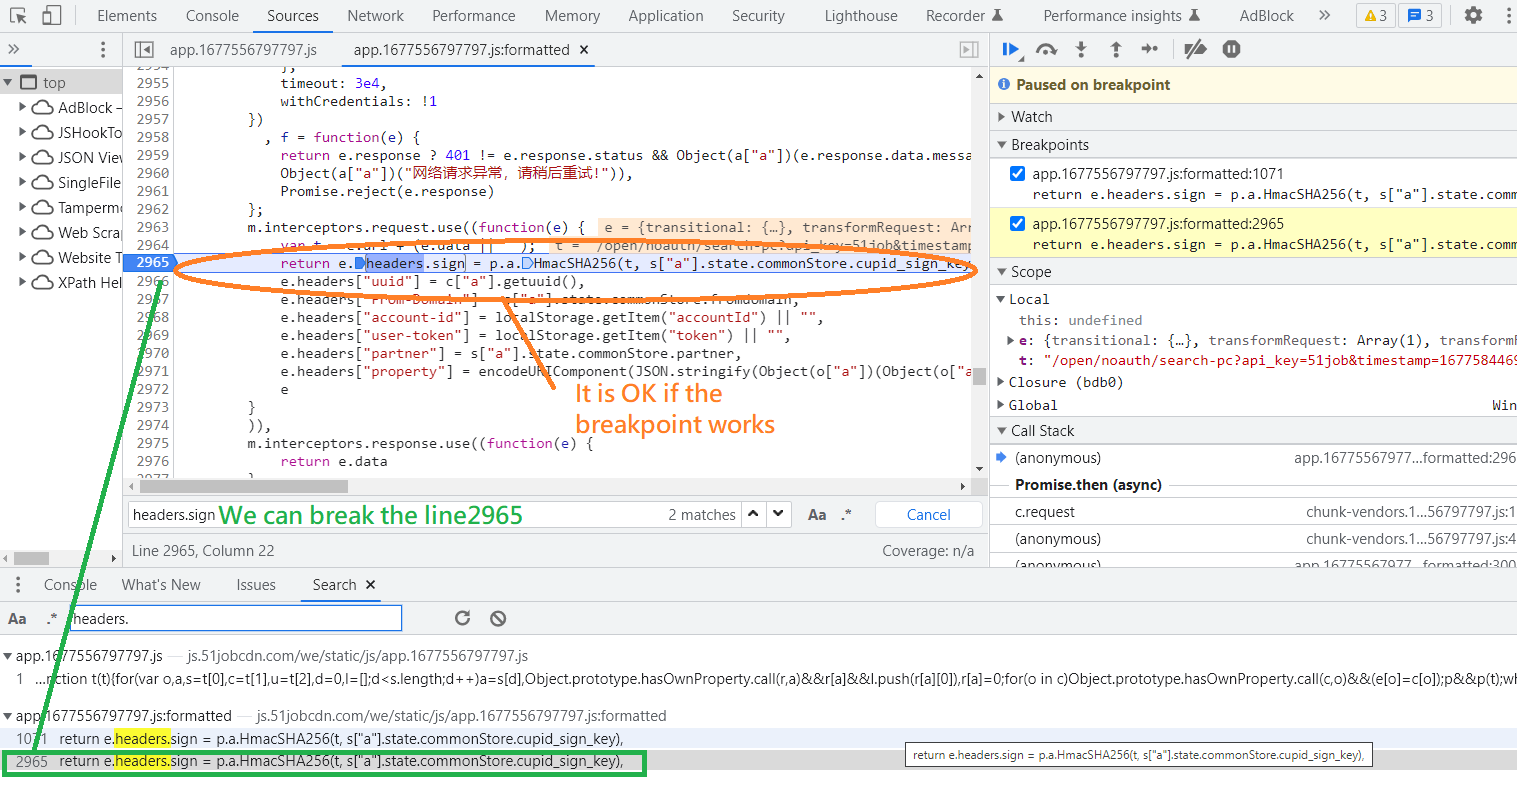 Elements Console Sources Network Performance Memory Application Security Lighthouse Recorder Performance insights AdBlock 3 3
app.1677556797797.js app.1677556797797.js:formatted
top
AdBlock –
JSHookTo
JSON View
SingleFile
Tampermo
Web Scrap
Website T
XPath Hel
2954 },
2955 timeout: 3e4,
2956 withCredentials: !1
2957 })
2958 , f = function(e) {
2959 return e.response ? 401 != e.response.status && Object(a["a"])(e.response.data.messa
2960 Object(a["a"])("网络请求异常，请稍后重试!")),
2961 Promise.reject(e.response)
2962 };
2963 m.interceptors.request.use((function(e) { e = {transitional: {…}, transformRequest: Arr
2964 var t = e.url + (e.data || ""); t = "/open/noauth/search-pc?api_key=51job&timestamp
2965 return e.headers.sign = p.a.HmacSHA256(t, s["a"].state.commonStore.cupid_sign_key
2966 e.headers["uuid"] = c["a"].getuuid(),
2967 e.headers["From-Domain"] = s["a"].state.commonStore.fromdomain,
2968 e.headers["account-id"] = localStorage.getItem("accountId") || "",
2969 e.headers["user-token"] = localStorage.getItem("token") || "",
2970 e.headers["partner"] = s["a"].state.commonStore.partner,
2971 e.headers["property"] = encodeURIComponent(JSON.stringify(Object(o["a"])(Object(o["a
2972 e
2973 }
2974 )),
2975 m.interceptors.response.use((function(e) {
2976 return e.data
2977 }
It is OK if the
breakpoint works
headers.sign We can break the line2965 2 matches Aa .* Cancel
Line 2965, Column 22 Coverage: n/a
Paused on breakpoint
Watch
Breakpoints
app.1677556797797.js:formatted:1071
return e.headers.sign = p.a.HmacSHA256(t, s["a"].state.commo
app.1677556797797.js:formatted:2965
return e.headers.sign = p.a.HmacSHA256(t, s["a"].state.commo
Scope
Local
this: undefined
e: {transitional: {…}, transformRequest: Array(1), transform
t: "/open/noauth/search-pc?api_key=51job&timestamp=1677584469
Closure (bdb0)
Global Win
Call Stack
(anonymous) app.16775567977…formatted:296
Promise.then (async)
c.request chunk-vendors.1…56797797.js:1
(anonymous) chunk-vendors.1…56797797.js:4
(anonymous) app.1677556797​7…formatted:300
Console What's New Issues Search
Aa .* headers.
app.1677556797797.js — js.51jobcdn.com/we/static/js/app.1677556797797.js
1 …nction t(t){for(var o,a,s=t[0],c=t[1],u=t[2],d=0,l=[];d<s.length;d++)a=s[d],Object.prototype.hasOwnProperty.call(r,a)&&r[a]&&l.push(r[a][0]),r[a]=0;for(o in c)Object.prototype.hasOwnProperty.call(c,o)&&(e[o]=c[o]);p&&p(t);wh
app.1677556797797.js:formatted — js.51jobcdn.com/we/static/js/app.1677556797797.js:formatted
1071 return e.headers.sign = p.a.HmacSHA256(t, s["a"].state.commonStore.cupid_sign_key),
2965 return e.headers.sign = p.a.HmacSHA256(t, s["a"].state.commonStore.cupid_sign_key),
return e.headers.sign = p.a.HmacSHA256(t, s["a"].state.commonStore.cupid_sign_key),